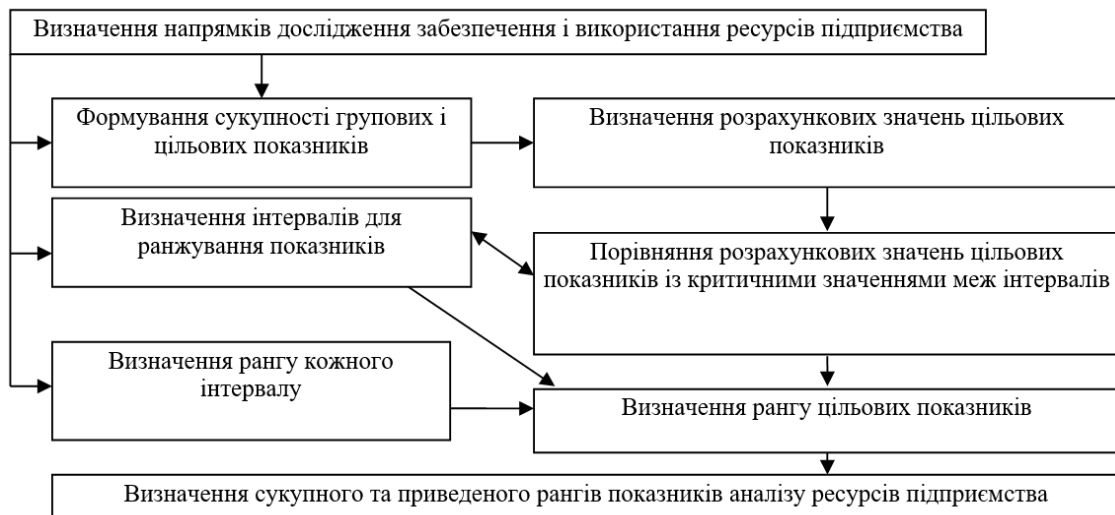 Визначення напрямків дослідження забезпечення і використання ресурсів підприємства
Формування сукупності групових і
цільових показників
Визначення розрахункових значень цільових
показників
Визначення інтервалів для
ранжування показників
Порівняння розрахункових значень цільових
показників із критичними значеннями меж інтервалів
Визначення рангу кожного
інтервалу
Визначення рангу цільових показників
Визначення сукупного та приведеного рангів показників аналізу ресурсів підприємства